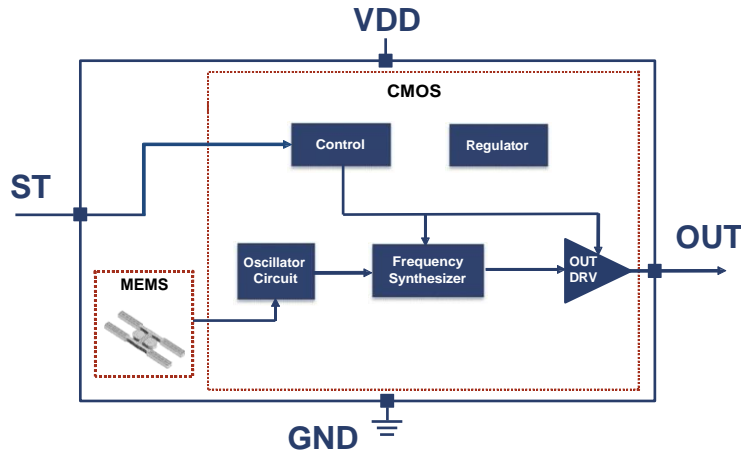 VDD
CMOS
Control
Regulator
ST
OUT
Oscillator
Circuit
Frequency
Synthesizer
OUT
DRV
MEMS
GND